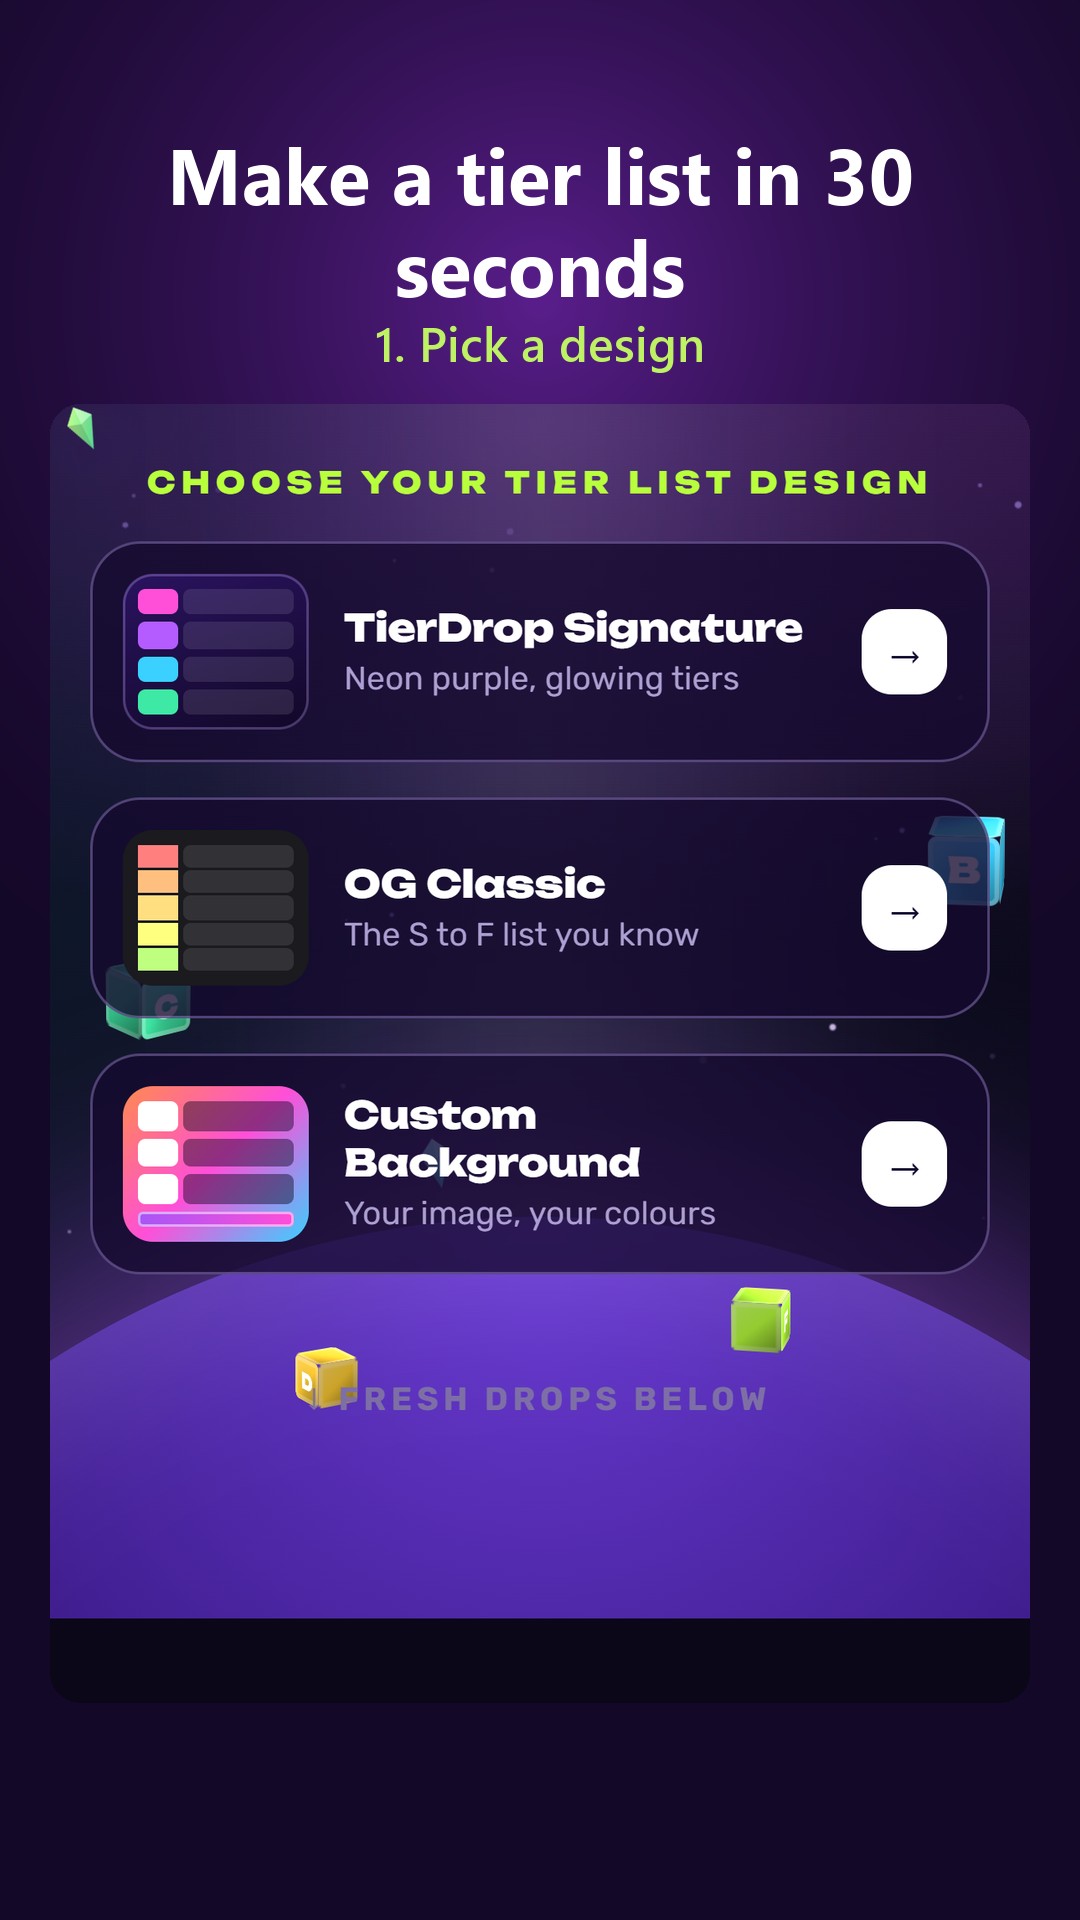 Make a tier list in 30
seconds
1. Pick a design
CHOOSE YOUR TIER LIST DESIGN
TierDrop Signature
Neon purple, glowing tiers
→
OG Classic
The S to F list you know
→
B
C
Custom
Background
Your image, your colours
→
D
FRESH DROPS BELOW